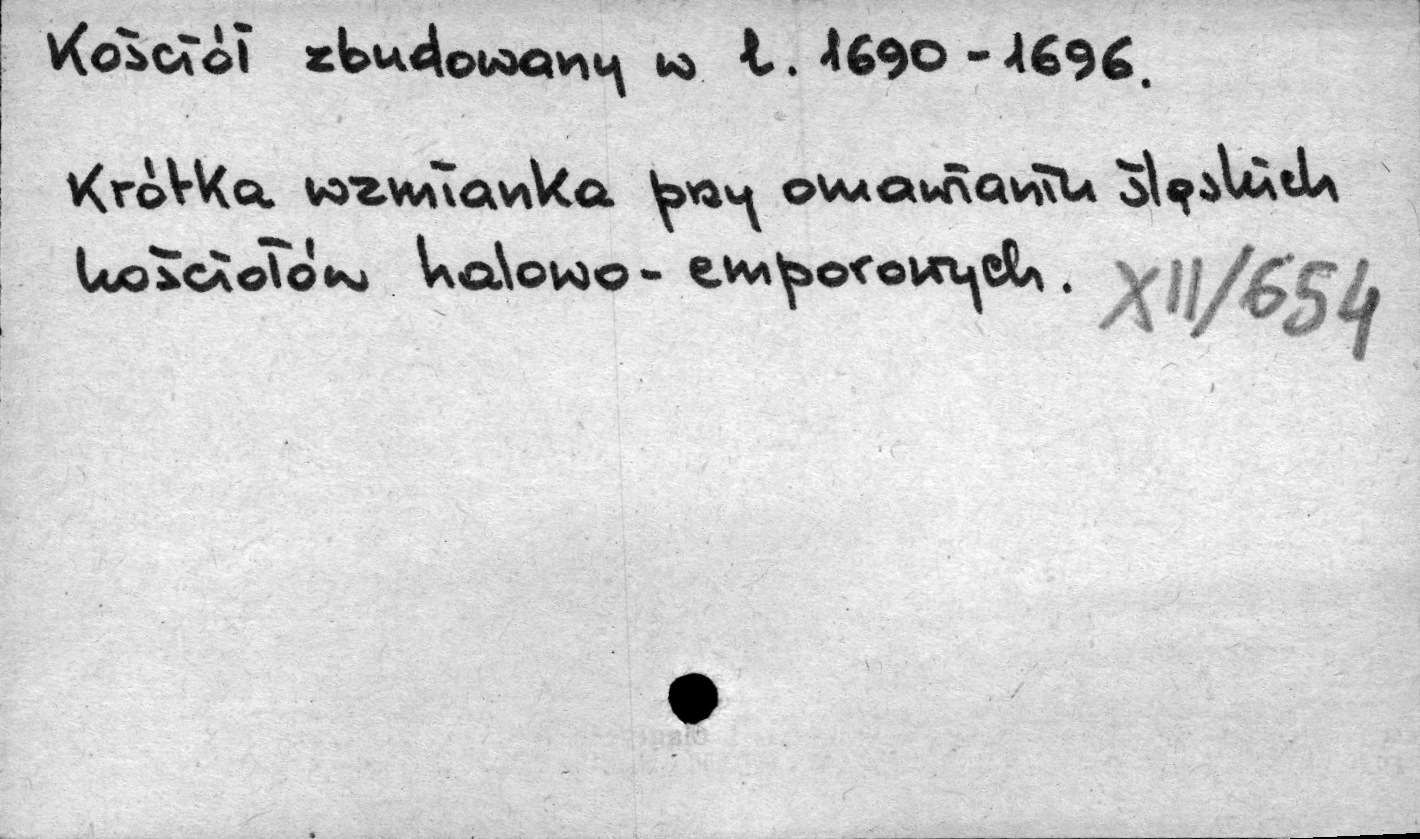 Kościół zbudowany w l. 1690-1696.
Krótka wzmianka przy omawianiu śląskich
kościołów halowo-emporowych. XII/654